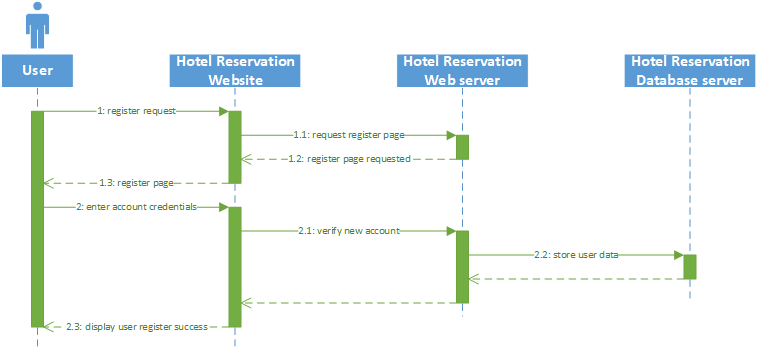 User
Hotel Reservation
Website
Hotel Reservation
Web server
Hotel Reservation
Database server
1: register request
1.1: request register page
1.2: register page requested
1.3: register page
2: enter account credentials
2.1: verify new account
2.2: store user data
2.3: display user register success